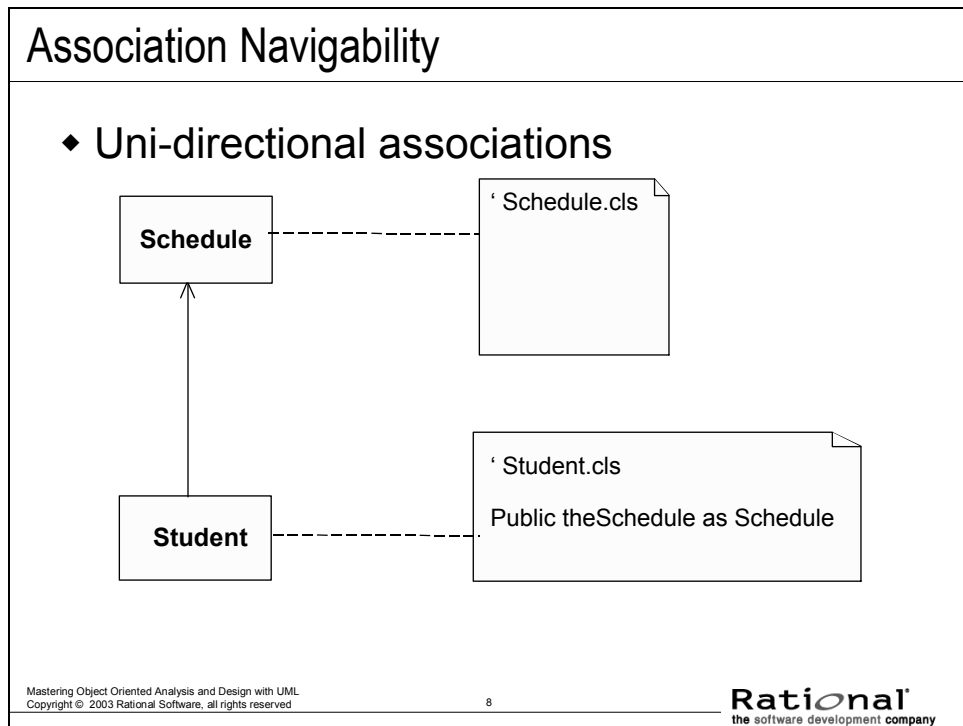 Association Navigability
◆ Uni-directional associations
Schedule
‘ Schedule.cls
Student
‘ Student.cls
Public theSchedule as Schedule
Mastering Object Oriented Analysis and Design with UML
Copyright © 2003 Rational Software, all rights reserved
8
Rational
the software development company